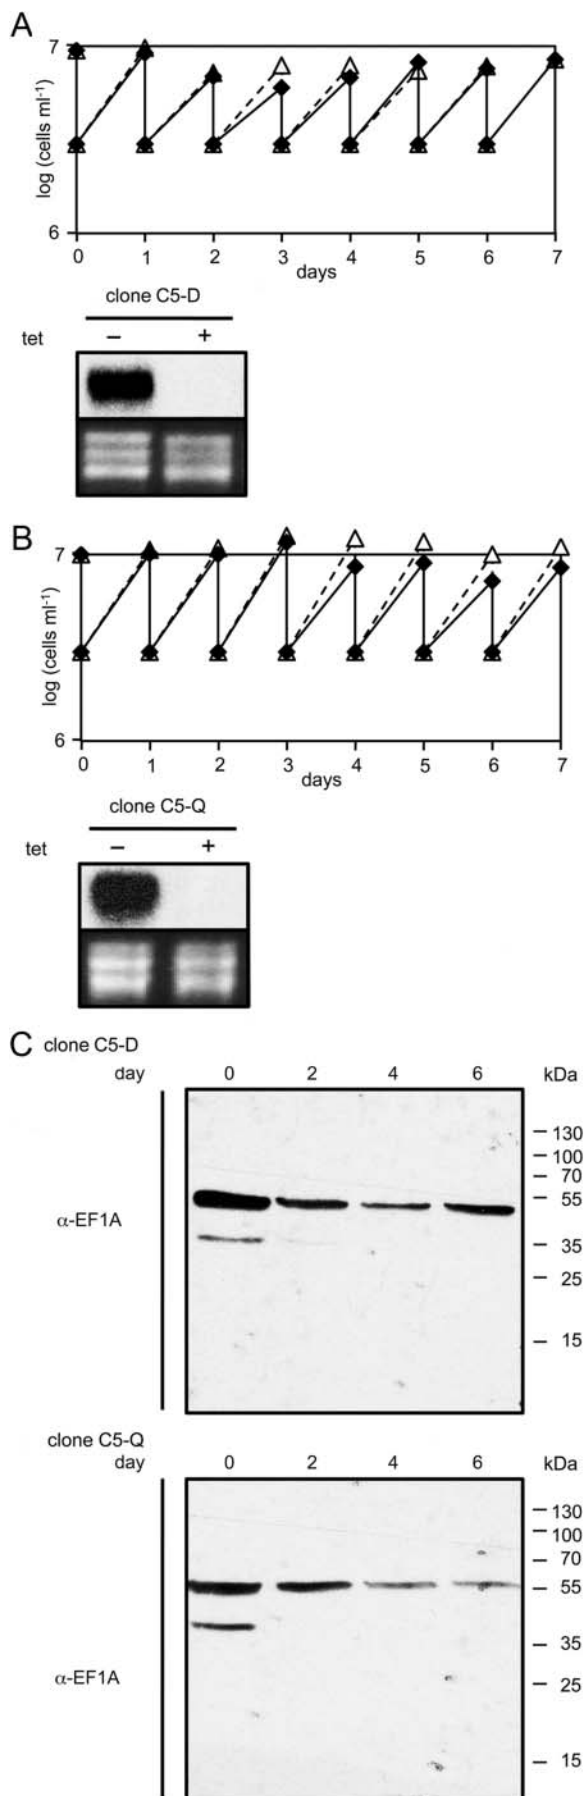 A
7
log (cells ml-1)
6
0 1 2 3 4 5 6 7
days
clone C5-D
tet − +
B
7
log (cells ml-1)
6
0 1 2 3 4 5 6 7
days
clone C5-Q
tet − +
C clone C5-D
day 0 2 4 6 kDa
130
100
70
55
α-EF1A
35
25
15
clone C5-Q
day 0 2 4 6 kDa
130
100
70
55
35
α-EF1A
25
15